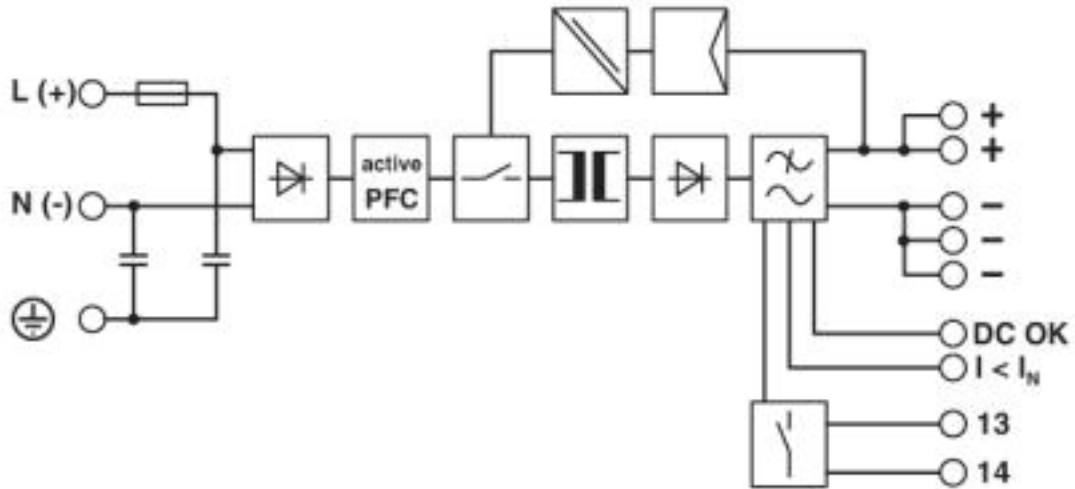 L (+)
N (-)
active
PFC
+
+
–
–
–
DC OK
I < IN
13
14